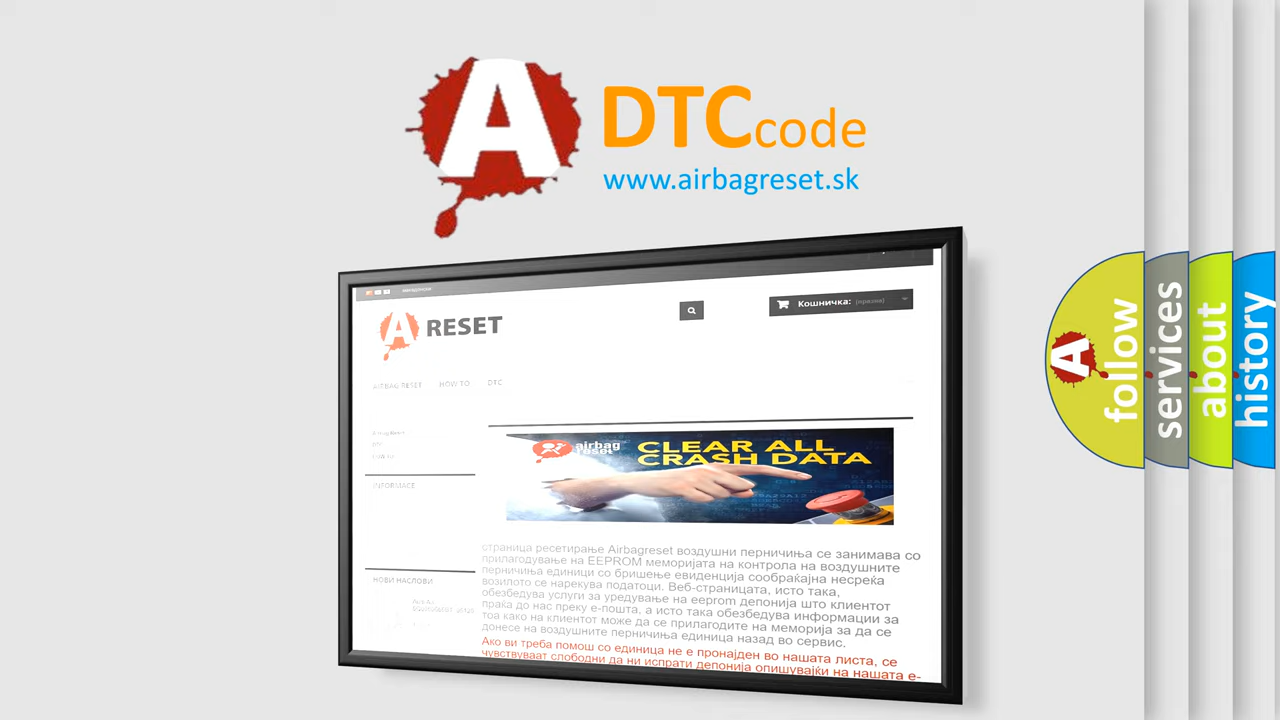 A
DTC code
www.airbagreset.sk
A RESET
Кошничка: (празна)
AIRBAG RESET HOW TO DTC
airbag
reset
CLEAR ALL
CRASH DATA
INFORMACE
НОВИ НАСЛОВИ
страница ресетирање Airbagreset воздушни перничиња се занимава со
прилагодување на EEPROM меморијата на контрола на воздушните
перничиња единици со бришење евиденција сообраќајна несреќа
возилото се нарекува податоци. Веб-страницата, исто така,
обезбедува услуги за уредување на eeprom депонија што клиентот
праќа до нас преку е-пошта, а исто така обезбедува информации за
тоа како на клиентот може да се прилагодите на меморија за да се
донесе на воздушните перничиња единица назад во сервис.
Ако ви треба помош со единица не е пронајден во нашата листа, се
чувствуваат слободни да ни испрати депонија опишувајќи на нашата е-
A
follow
services
about
history